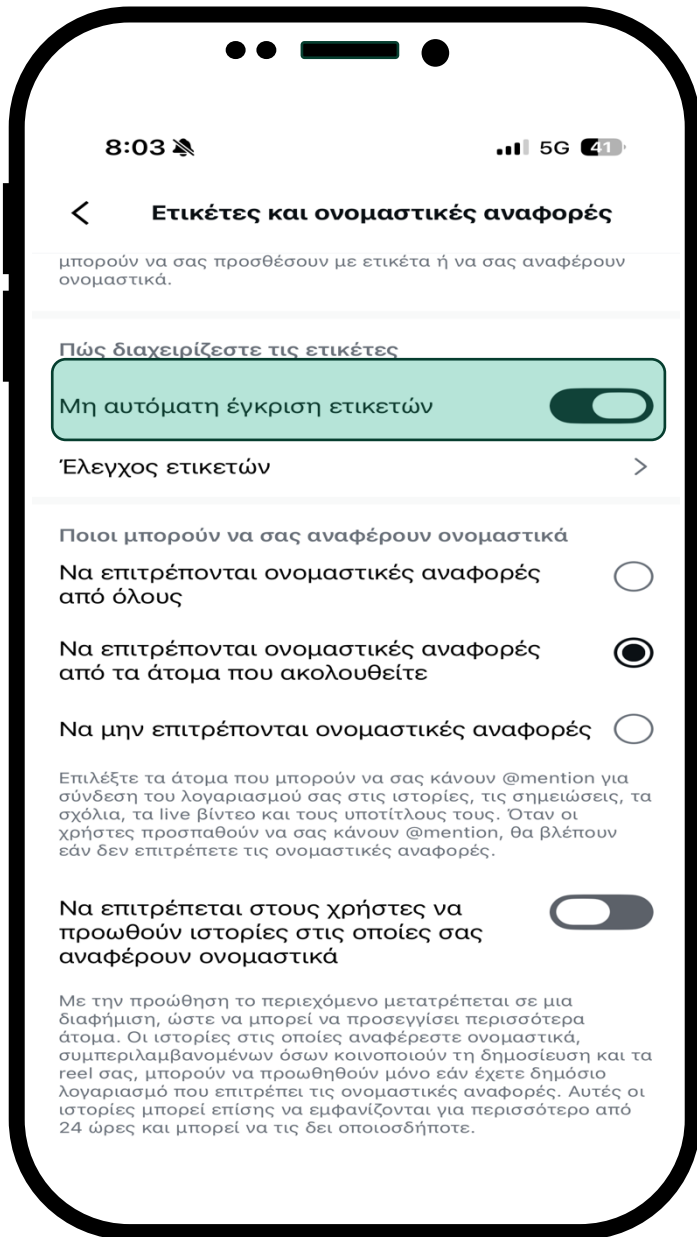 8:03
5G 41
Ετικέτες και ονομαστικές αναφορές
μπορούν να σας προσθέσουν με ετικέτα ή να σας αναφέρουν
ονομαστικά.
Πώς διαχειρίζεστε τις ετικέτες
Μη αυτόματη έγκριση ετικετών
Έλεγχος ετικετών
Ποιοι μπορούν να σας αναφέρουν ονομαστικά
Να επιτρέπονται ονομαστικές αναφορές
από όλους
Να επιτρέπονται ονομαστικές αναφορές
από τα άτομα που ακολουθείτε
Να μην επιτρέπονται ονομαστικές αναφορές
Επιλέξτε τα άτομα που μπορούν να σας κάνουν @mention για
σύνδεση του λογαριασμού σας στις ιστορίες, τις σημειώσεις, τα
σχόλια, τα live βίντεο και τους υποτίτλους τους. Όταν οι
χρήστες προσπαθούν να σας κάνουν @mention, θα βλέπουν
εάν δεν επιτρέπετε τις ονομαστικές αναφορές.
Να επιτρέπεται στους χρήστες να
προωθούν ιστορίες στις οποίες σας
αναφέρουν ονομαστικά
Με την προώθηση το περιεχόμενο μετατρέπεται σε μια
διαφήμιση, ώστε να μπορεί να προσεγγίσει περισσότερα
άτομα. Οι ιστορίες στις οποίες αναφέρεστε ονομαστικά,
συμπεριλαμβανομένων όσων κοινοποιούν τη δημοσίευση και τα
reel σας, μπορούν να προωθηθούν μόνο εάν έχετε δημόσιο
λογαριασμό που επιτρέπει τις ονομαστικές αναφορές. Αυτές οι
ιστορίες μπορεί επίσης να εμφανίζονται για περισσότερο από
24 ώρες και μπορεί να τις δει οποιοσδήποτε.